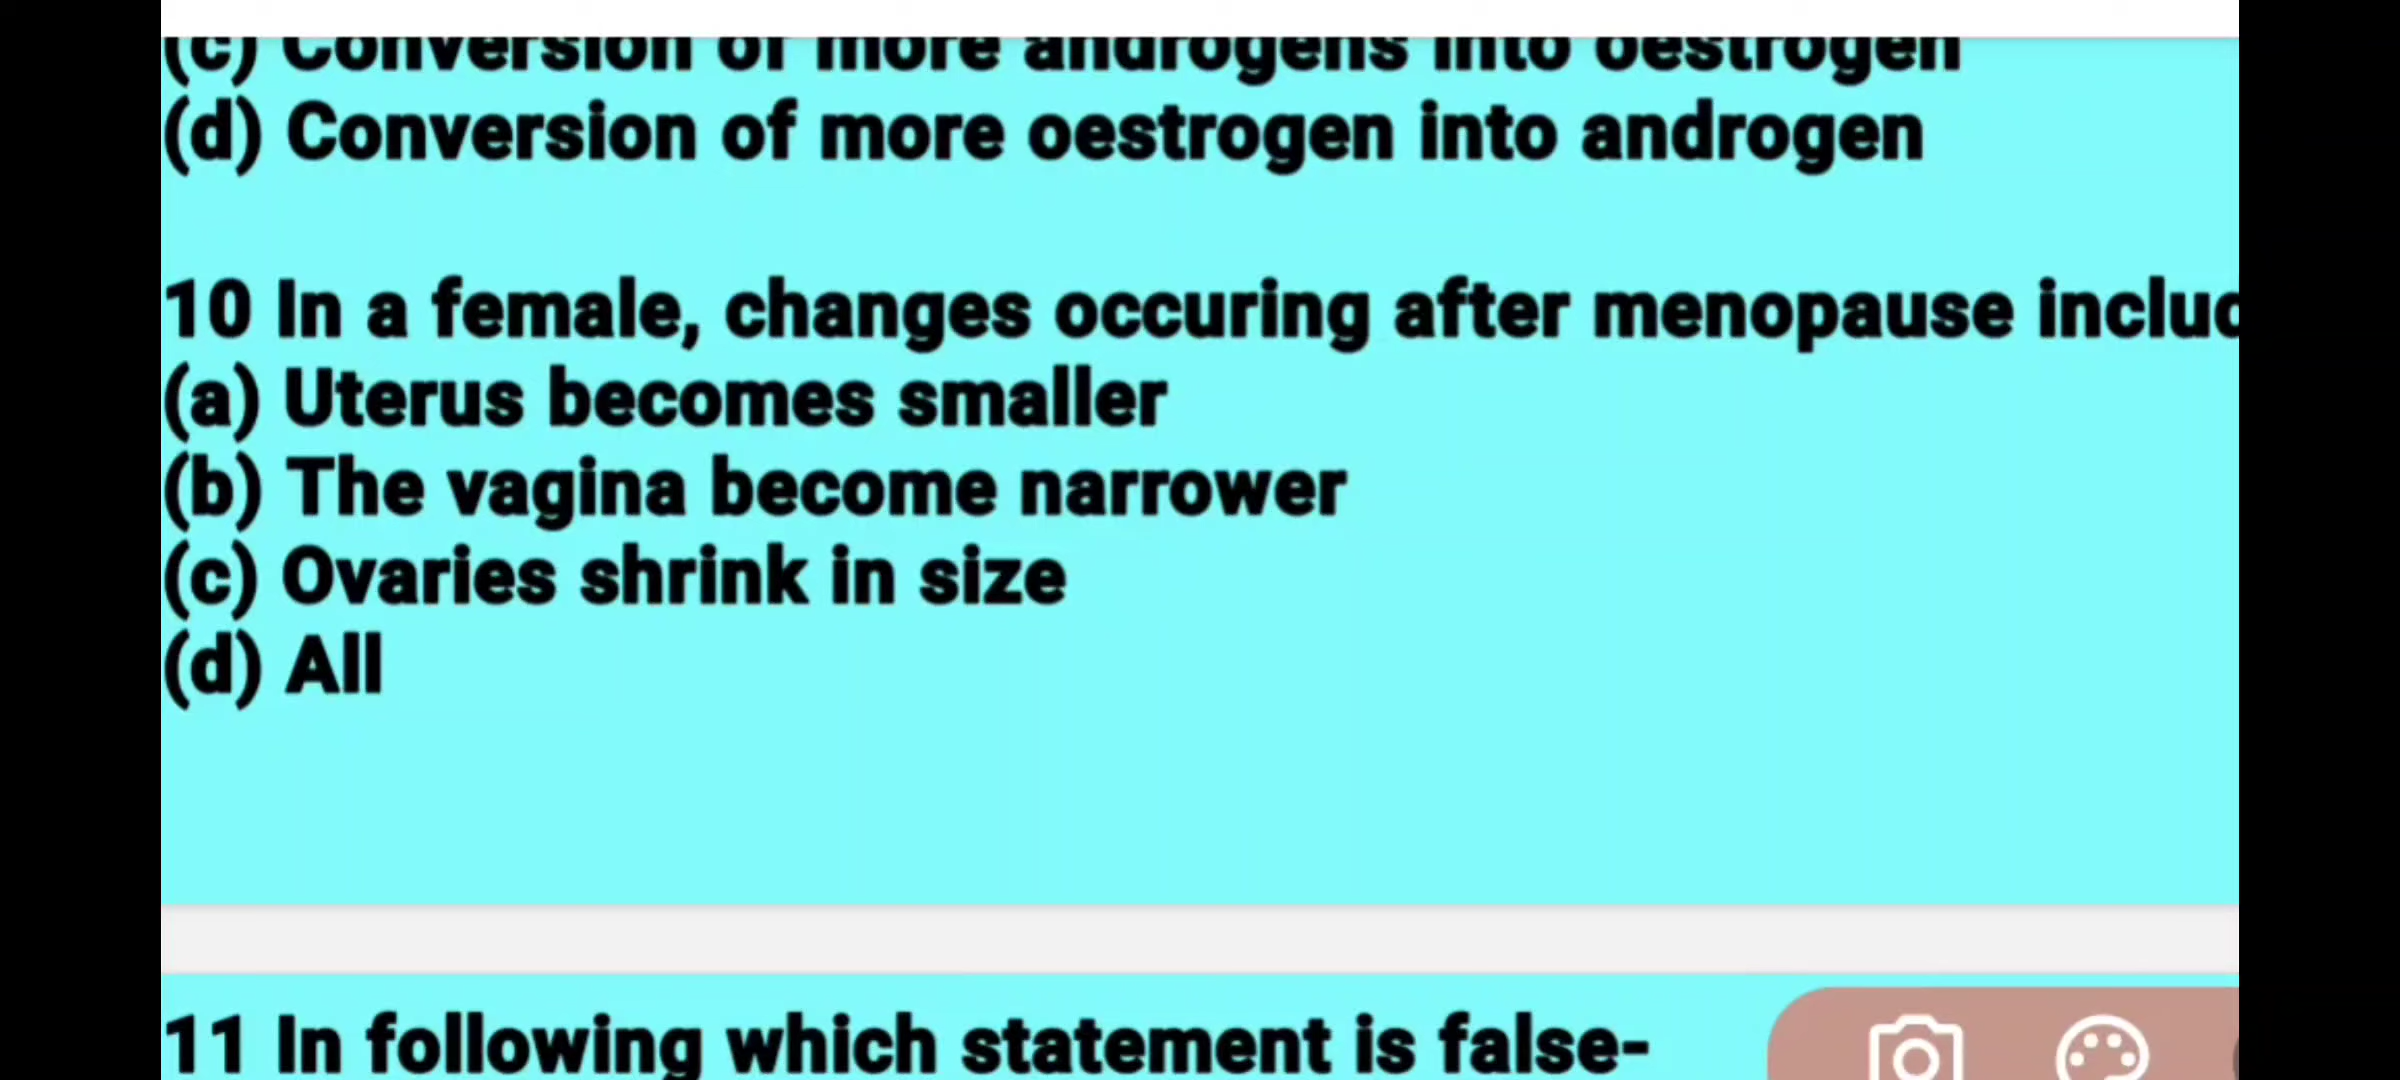 (c) Conversion of more androgens into oestrogen
(d) Conversion of more oestrogen into androgen
10 In a female, changes occuring after menopause includ
(a) Uterus becomes smaller
(b) The vagina become narrower
(c) Ovaries shrink in size
(d) All
11 In following which statement is false-